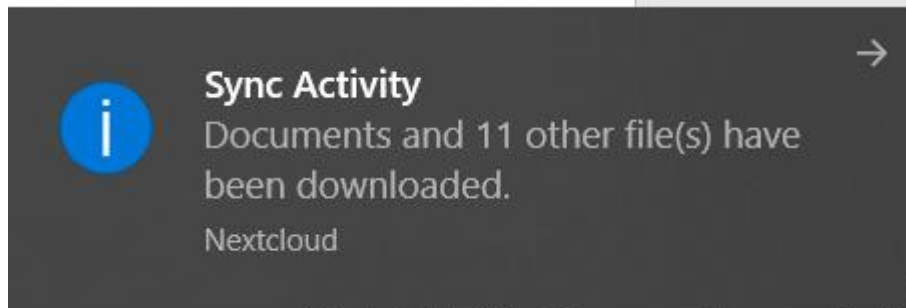 Sync Activity
Documents and 11 other file(s) have
been downloaded.
Nextcloud